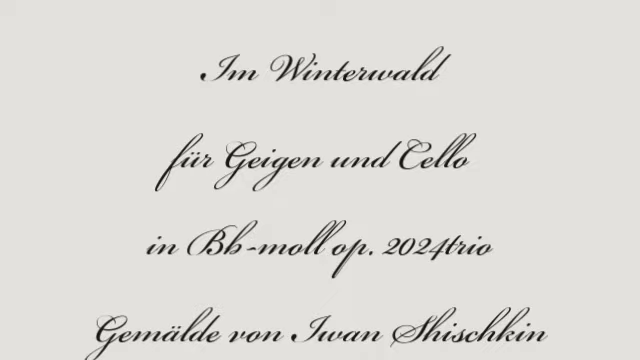 Im Winterwald
für Geigen und Cello
in Bb-moll op. 2024trio
Gemälde von Iwan Shischkin